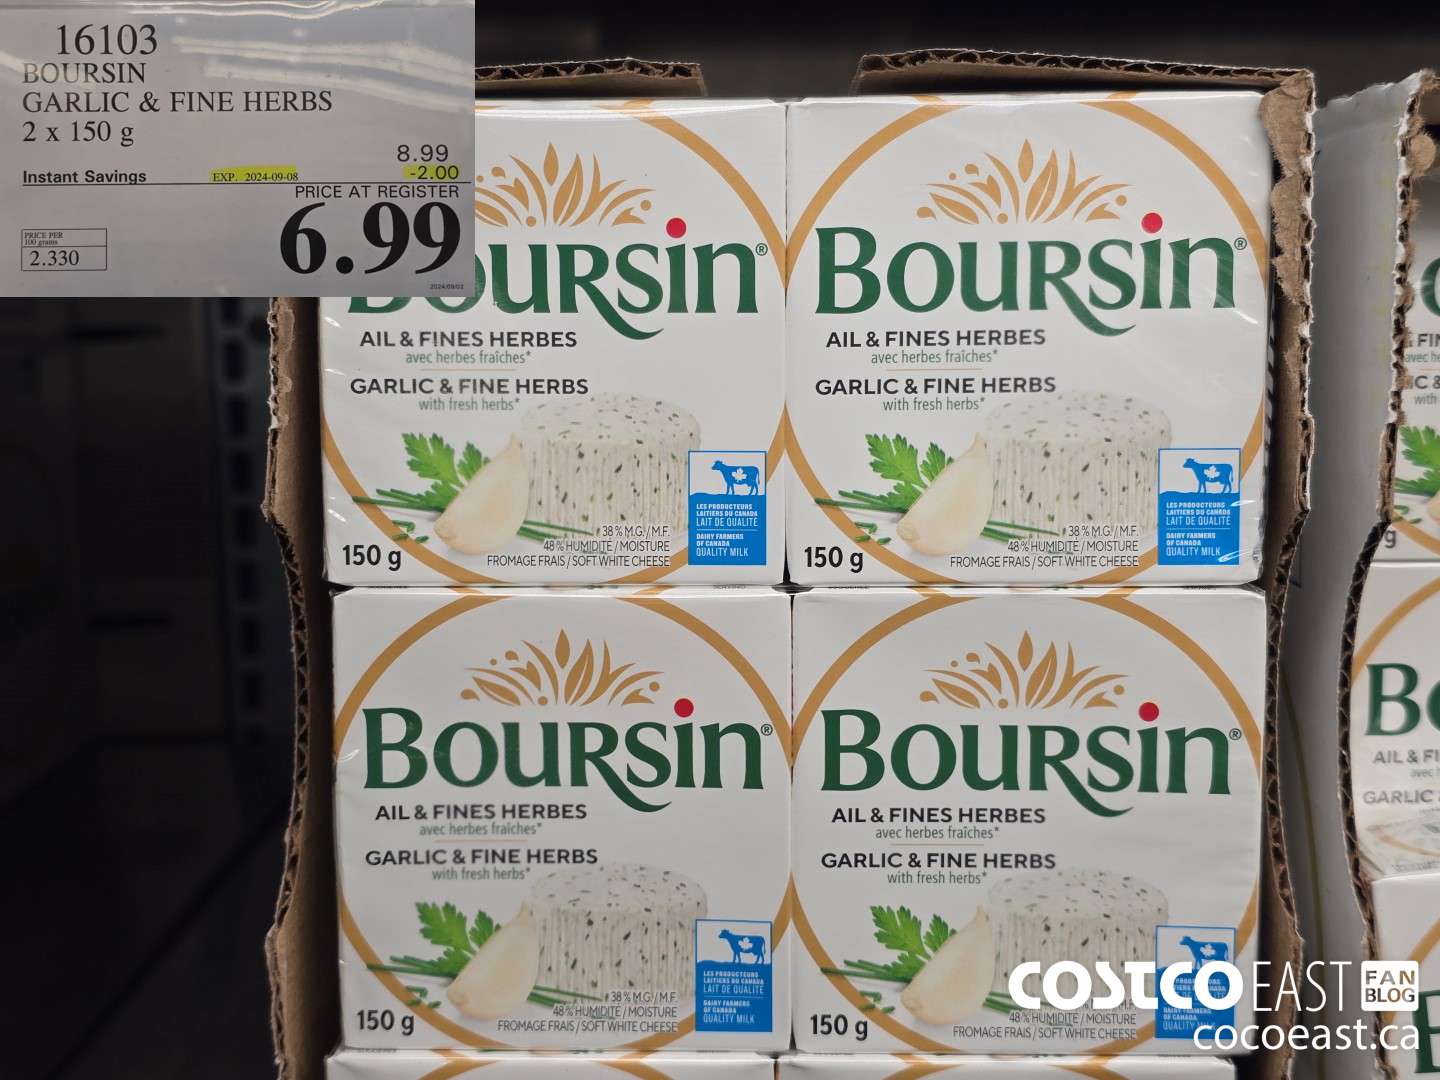 16103
BOURSIN
GARLIC & FINE HERBS
2 x 150 g
8.99
Instant Savings EXP. 2024-09-08 -2.00
PRICE AT REGISTER
6.99
PRICE PER
100 grams
2.330
2024/09/02
BOURSIN®
AIL & FINES HERBES
avec herbes fraîches*
GARLIC & FINE HERBS
with fresh herbs*
LES PRODUCTEURS
LAITIERS DU CANADA
LAIT DE QUALITÉ
DAIRY FARMERS
OF CANADA
QUALITY MILK
38 % M.G. / M.F.
48 % HUMIDITÉ / MOISTURE
FROMAGE FRAIS / SOFT WHITE CHEESE
150 g
BOURSIN®
AIL & FINES HERBES
avec herbes fraîches*
GARLIC & FINE HERBS
with fresh herbs*
LES PRODUCTEURS
LAITIERS DU CANADA
LAIT DE QUALITÉ
DAIRY FARMERS
OF CANADA
QUALITY MILK
38 % M.G. / M.F.
48 % HUMIDITÉ / MOISTURE
FROMAGE FRAIS / SOFT WHITE CHEESE
150 g
BOURSIN®
AIL & FINES HERBES
avec herbes fraîches*
GARLIC & FINE HERBS
with fresh herbs*
LES PRODUCTEURS
LAITIERS DU CANADA
LAIT DE QUALITÉ
DAIRY FARMERS
OF CANADA
QUALITY MILK
38 % M.G. / M.F.
48 % HUMIDITÉ / MOISTURE
FROMAGE FRAIS / SOFT WHITE CHEESE
150 g
BOURSIN®
AIL & FINES HERBES
avec herbes fraîches*
GARLIC & FINE HERBS
with fresh herbs*
48 % HUMIDITÉ / MOISTURE
FROMAGE FRAIS / SOFT WHITE CHEESE
150 g
AIL & FI
GARLIC
COSTCO EAST FAN BLOG
cocoeast.ca